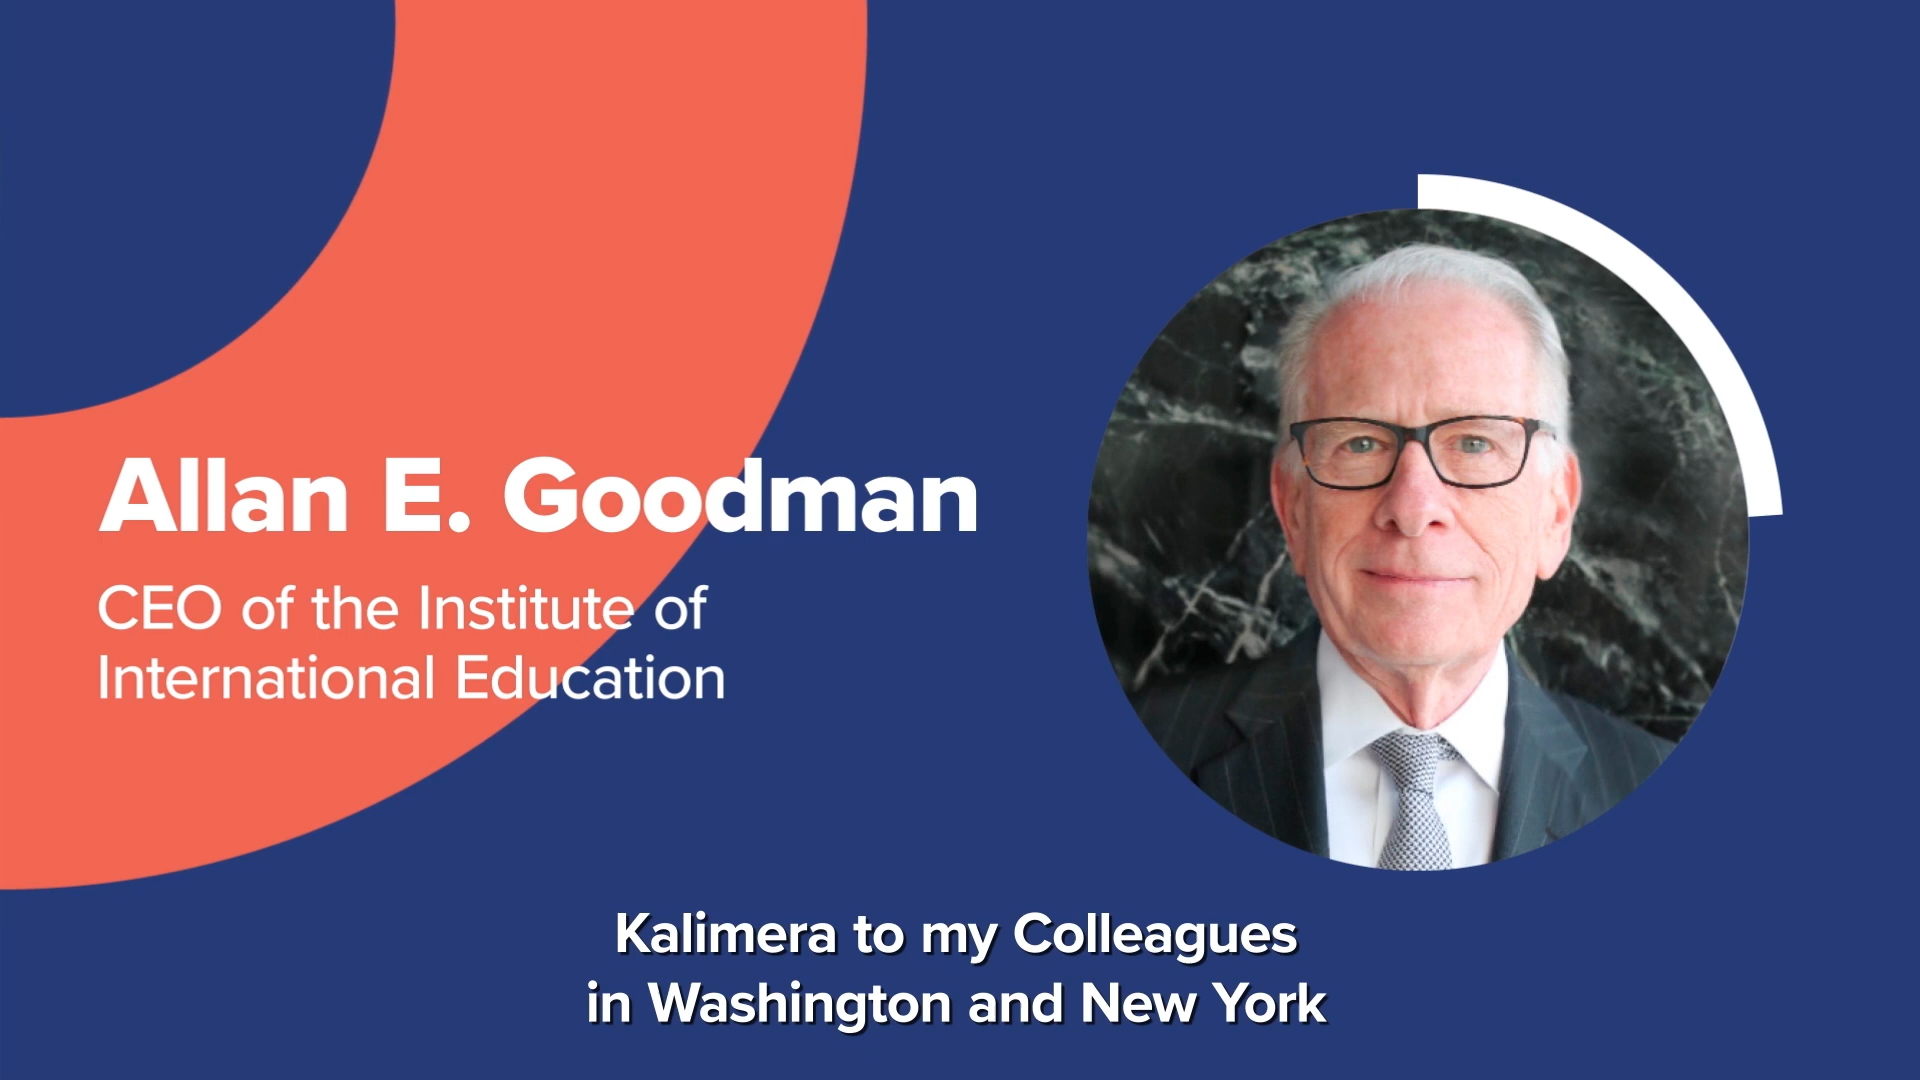 Allan E. Goodman
CEO of the Institute of
International Education
Kalimera to my Colleagues
in Washington and New York